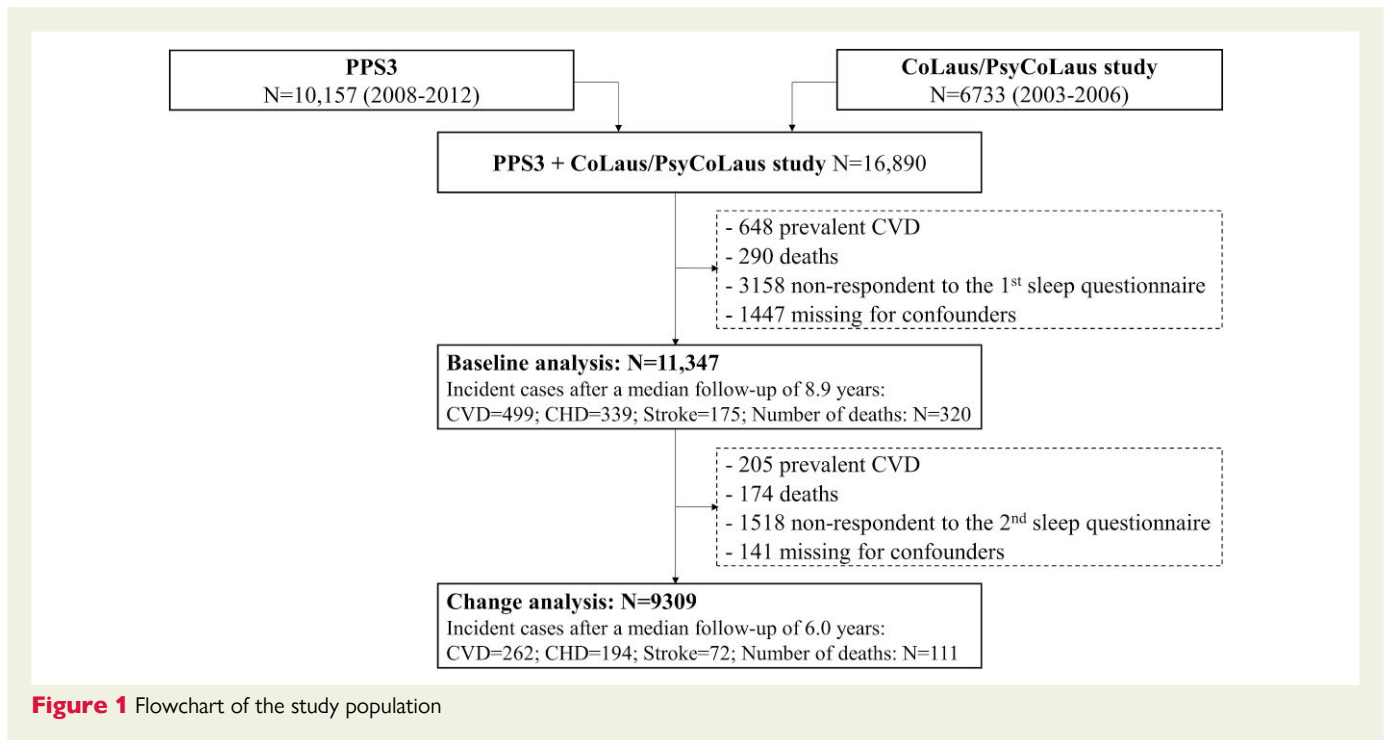 PPS3
N=10,157 (2008-2012)
CoLaus/PsyCoLaus study
N=6733 (2003-2006)
PPS3 + CoLaus/PsyCoLaus study N=16,890
- 648 prevalent CVD
- 290 deaths
- 3158 non-respondent to the 1st sleep questionnaire
- 1447 missing for confounders
Baseline analysis: N=11,347
Incident cases after a median follow-up of 8.9 years:
CVD=499; CHD=339; Stroke=175; Number of deaths: N=320
- 205 prevalent CVD
- 174 deaths
- 1518 non-respondent to the 2nd sleep questionnaire
- 141 missing for confounders
Change analysis: N=9309
Incident cases after a median follow-up of 6.0 years:
CVD=262; CHD=194; Stroke=72; Number of deaths: N=111
Figure 1 Flowchart of the study population